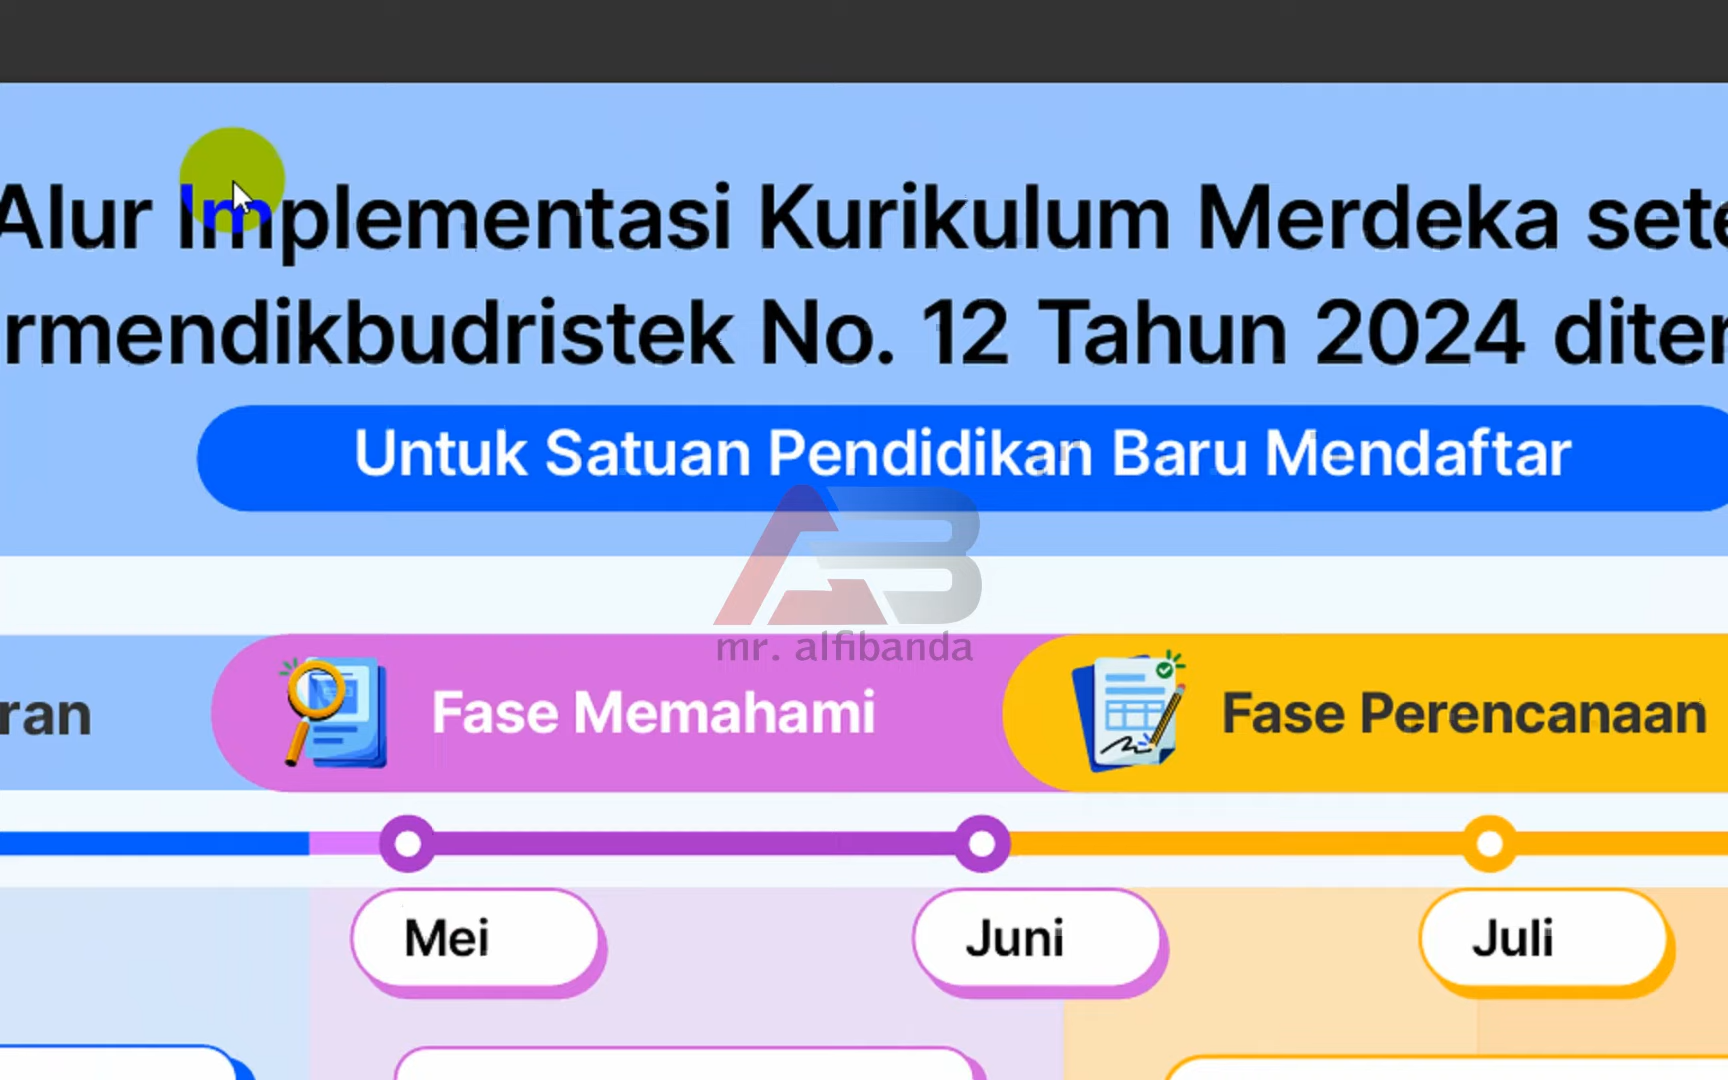 Alur Implementasi Kurikulum Merdeka sete
rmendikbudristek No. 12 Tahun 2024 diter
Untuk Satuan Pendidikan Baru Mendaftar
AB
mr. alfibanda
ran
Fase Memahami
Fase Perencanaan
Mei
Juni
Juli